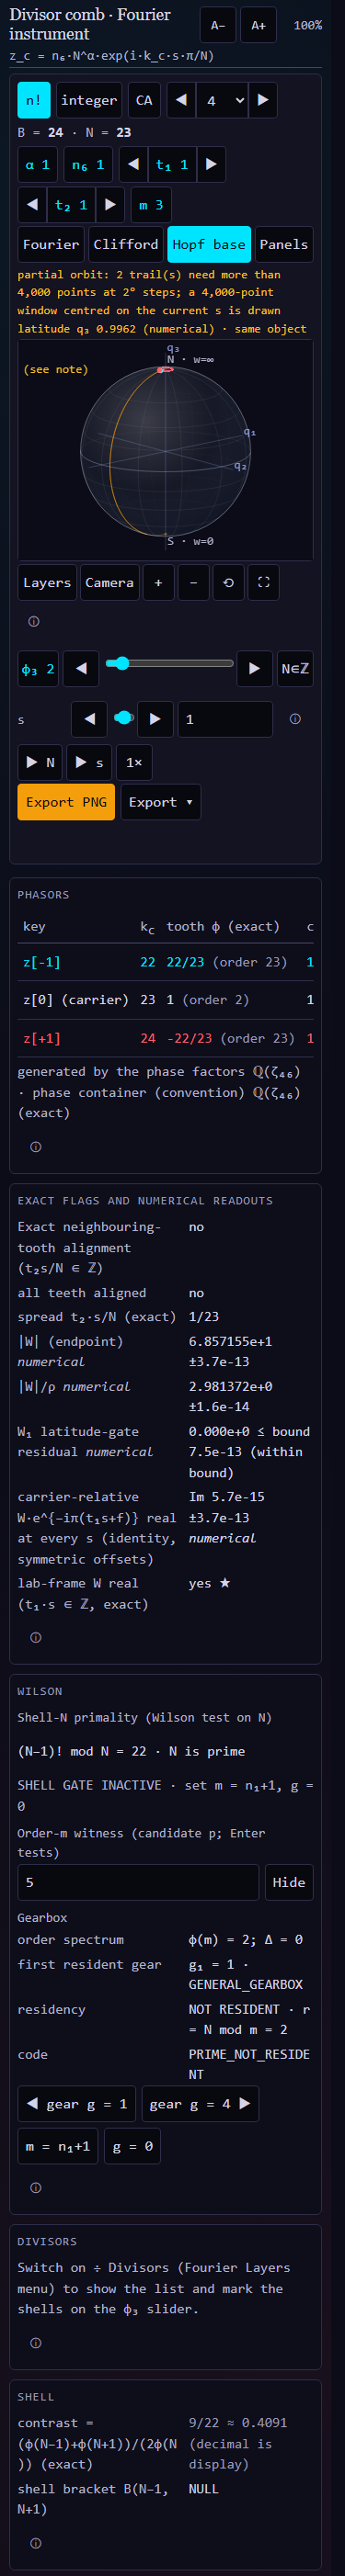 Divisor comb · Fourier instrument
A− A+ 100%
z_c = n₆·N^α·exp(i·k_c·s·π/N)
n! integer CA ◀ 4 ▶
B = 24 · N = 23
α 1 n₆ 1 ◀ t₁ 1 ▶
◀ t₂ 1 ▶ m 3
Fourier Clifford Hopf base Panels
partial orbit: 2 trail(s) need more than
4,000 points at 2° steps; a 4,000-point
window centred on the current s is drawn
latitude q₃ 0.9962 (numerical) · same object
q₃
N · w=∞
(see note)
q₁
q₂
S · w=0
Layers Camera + − ⟲ ⛶
ⓘ
ϕ₃ 2 ◀ ▶ N∈ℤ
s ◀ ▶ 1 ⓘ
▶ N ▶ s 1×
Export PNG Export ▾
PHASORS
key k_C tooth ϕ (exact) c
z[-1] 22 22/23 (order 23) 1
z[0] (carrier) 23 1 (order 2) 1
z[+1] 24 -22/23 (order 23) 1
generated by the phase factors ℚ(ζ₄₆)
· phase container (convention) ℚ(ζ₄₆)
(exact)
ⓘ
EXACT FLAGS AND NUMERICAL READOUTS
Exact neighbouring-tooth alignment (t₂s/N ∈ ℤ) no
all teeth aligned no
spread t₂·s/N (exact) 1/23
|W| (endpoint) numerical 6.857155e+1 ±3.7e-13
|W|/ρ numerical 2.981372e+0 ±1.6e-14
W₁ latitude-gate residual numerical 0.000e+0 ≤ bound 7.5e-13 (within bound)
carrier-relative W·e^{−iπ(t₁s+f)} real at every s (identity, symmetric offsets) Im 5.7e-15 ±3.7e-13 numerical
lab-frame W real (t₁·s ∈ ℤ, exact) yes ★
ⓘ
WILSON
Shell-N primality (Wilson test on N)
(N−1)! mod N = 22 · N is prime
SHELL GATE INACTIVE · set m = n₁+1, g =
0
Order-m witness (candidate p; Enter
tests)
5 Hide
Gearbox
order spectrum ϕ(m) = 2; Δ = 0
first resident gear g₁ = 1 · GENERAL_GEARBOX
residency NOT RESIDENT · r = N mod m = 2
code PRIME_NOT_RESIDENT
◀ gear g = 1 gear g = 4 ▶
m = n₁+1 g = 0
ⓘ
DIVISORS
Switch on ÷ Divisors (Fourier Layers
menu) to show the list and mark the
shells on the ϕ₃ slider.
ⓘ
SHELL
contrast = (ϕ(N−1)+ϕ(N+1))/(2ϕ(N)) (exact) 9/22 ≈ 0.4091 (decimal is display)
shell bracket B(N−1, N+1) NULL
ⓘ